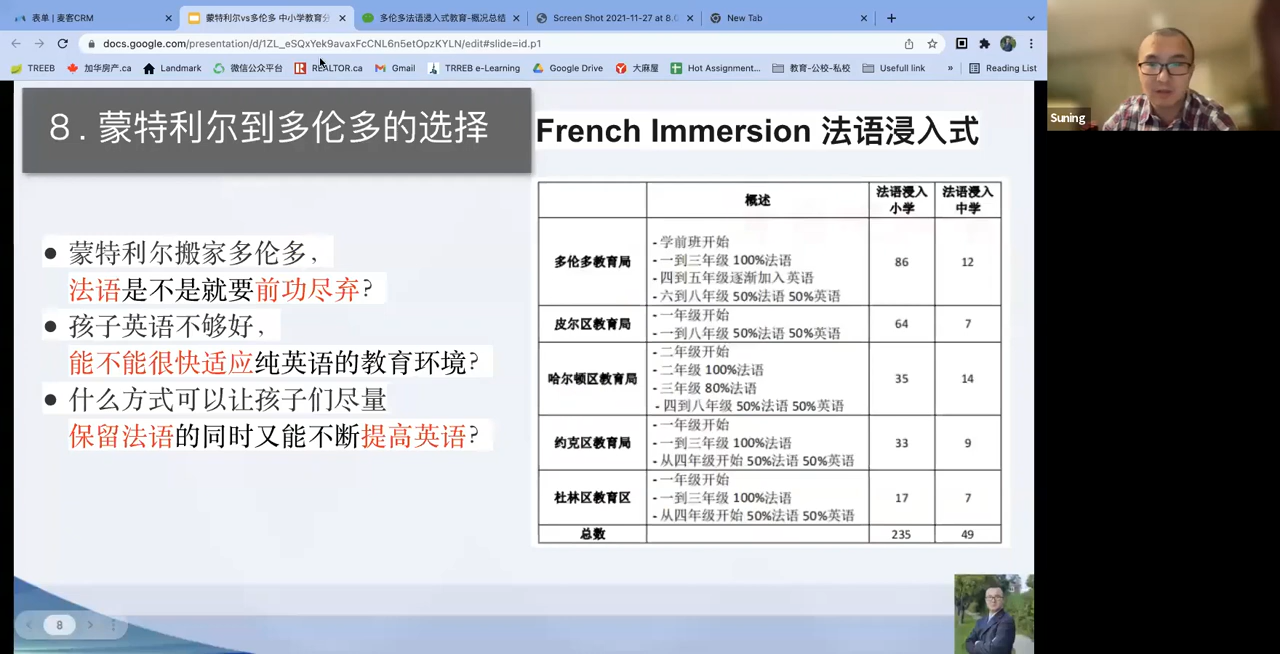 表单 | 麦客CRM
蒙特利尔vs多伦多 中小学教育分
多伦多法语浸入式教育-概况总结
Screen Shot 2021-11-27 at 8.0
New Tab
docs.google.com/presentation/d/1ZL_eSQxYek9avaxFcCNL6n5etOpzKYLN/edit#slide=id.p1
TREEB
加华房产.ca
Landmark
微信公众平台
REALTOR.ca
Gmail
TRREB e-Learning
Google Drive
大麻屋
Hot Assignment...
教育-公校-私校
Usefull link
»
Reading List
Suning
8 . 蒙特利尔到多伦多的选择
French Immersion 法语浸入式
● 蒙特利尔搬家多伦多，
法语是不是就要前功尽弃？
● 孩子英语不够好，
能不能很快适应纯英语的教育环境？
● 什么方式可以让孩子们尽量
保留法语的同时又能不断提高英语？
概述 法语浸入小学 法语浸入中学
多伦多教育局 86 12
- 学前班开始
- 一到三年级 100%法语
- 四到五年级逐渐加入英语
- 六到八年级 50%法语 50%英语
皮尔区教育局 64 7
- 一年级开始
- 一到八年级 50%法语 50%英语
哈尔顿区教育局 35 14
- 二年级开始
- 二年级 100%法语
- 三年级 80%法语
- 四到八年级 50%法语 50%英语
约克区教育局 33 9
- 一年级开始
- 一到三年级 100%法语
- 从四年级开始 50%法语 50%英语
杜林区教育区 17 7
- 一年级开始
- 一到三年级 100%法语
- 从四年级开始 50%法语 50%英语
总数 235 49
8